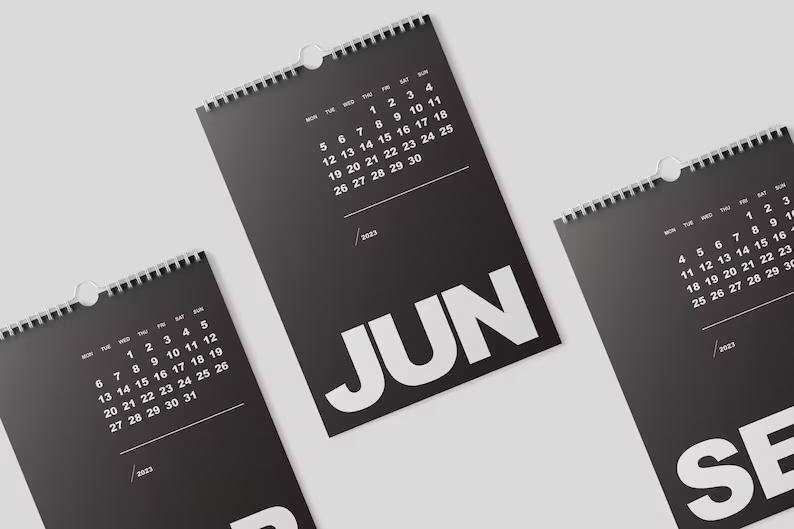 MON TUE WED THU FRI SAT SUN
1 2 3 4 5
6 7 8 9 10 11 12
13 14 15 16 17 18 19
20 21 22 23 24 25 26
27 28 29 30 31
/2023
MON TUE WED THU FRI SAT SUN
1 2 3 4
5 6 7 8 9 10 11
12 13 14 15 16 17 18
19 20 21 22 23 24 25
26 27 28 29 30
/2023
JUN
MON TUE WED THU FRI SAT SUN
1 2 3
4 5 6 7 8 9 10
11 12 13 14 15 16
18 19 20 21 22 23
25 26 27 28 29 30
/2023
SE